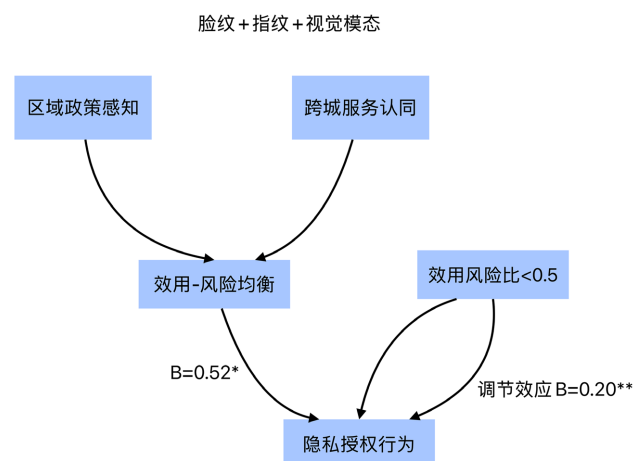 脸纹+指纹+视觉模态
区域政策感知
跨城服务认同
效用-风险均衡
效用风险比<0.5
B=0.52*
调节效应 B=0.20**
隐私授权行为